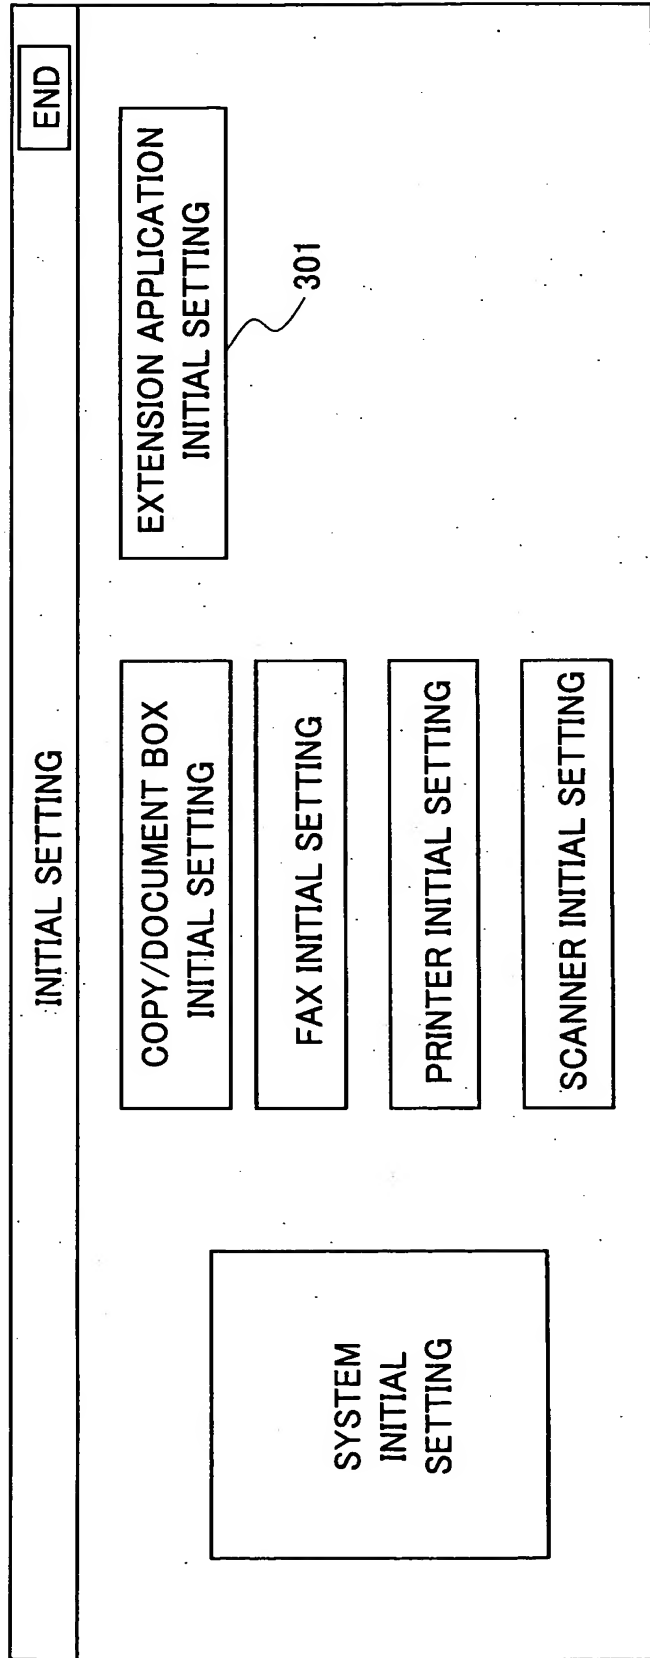 INITIAL SETTING
END
SYSTEM
INITIAL
SETTING
COPY/DOCUMENT BOX
INITIAL SETTING
FAX INITIAL SETTING
PRINTER INITIAL SETTING
SCANNER INITIAL SETTING
EXTENSION APPLICATION
INITIAL SETTING
301